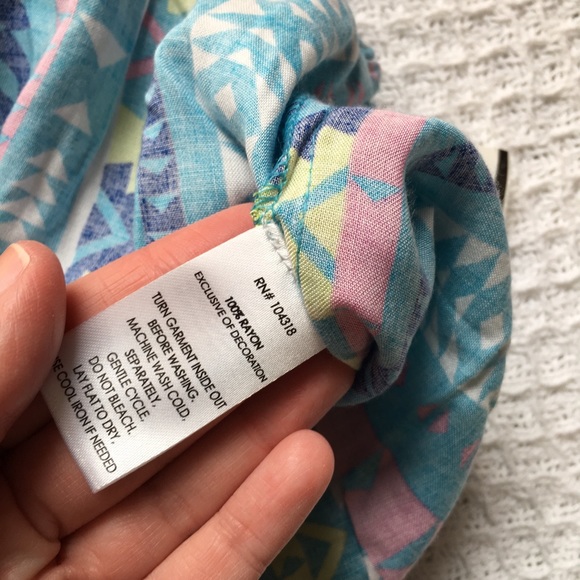 RN# 104318
100% RAYON
EXCLUSIVE OF DECORATION
TURN GARMENT INSIDE OUT
BEFORE WASHING.
MACHINE WASH COLD,
SEPARATELY,
GENTLE CYCLE.
DO NOT BLEACH.
LAY FLAT TO DRY,
COOL IRON IF NEEDED